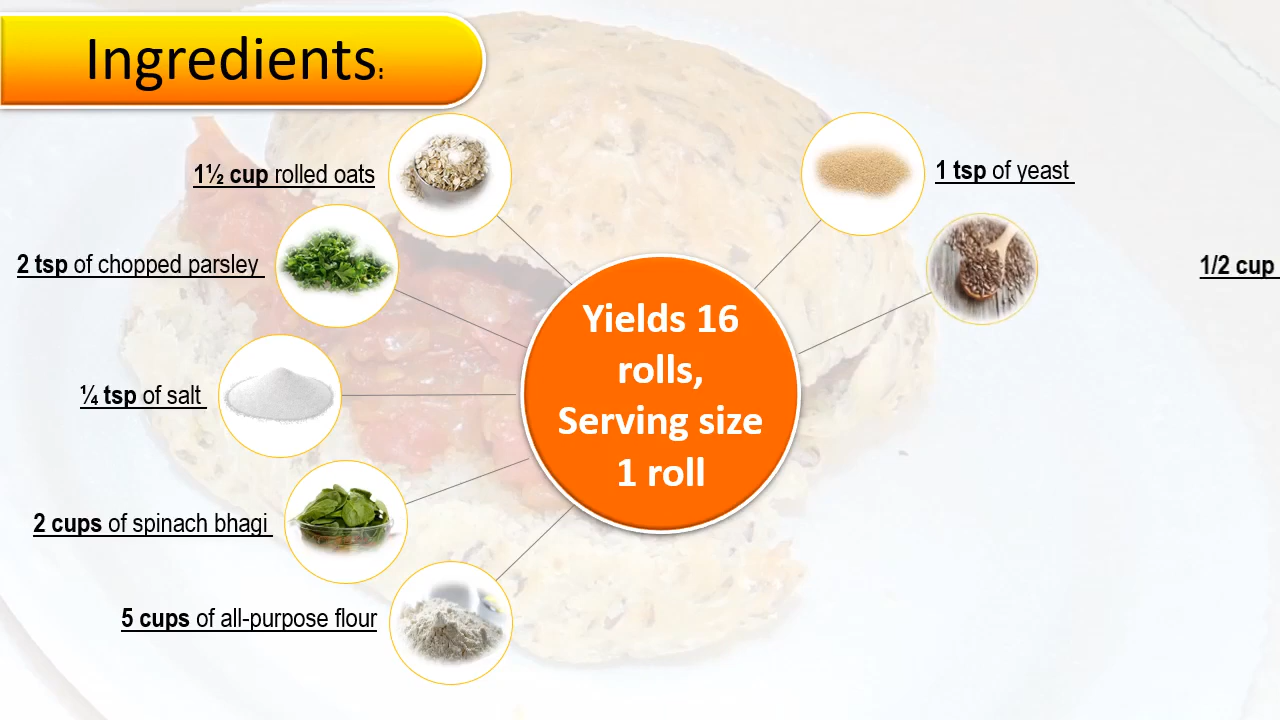 Ingredients:
1½ cup rolled oats
2 tsp of chopped parsley
¼ tsp of salt
2 cups of spinach bhagi
5 cups of all-purpose flour
Yields 16
rolls,
Serving size
1 roll
1 tsp of yeast
1/2 cup